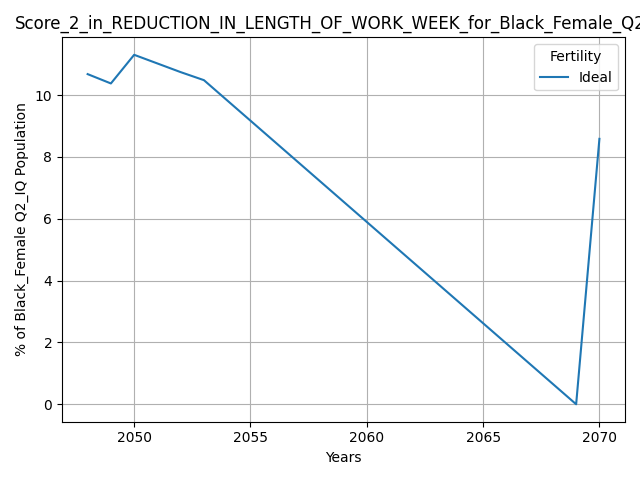 Score_2_in_REDUCTION_IN_LENGTH_OF_WORK_WEEK_for_Black_Female_Q2
Fertility
Ideal
% of Black_Female Q2_IQ Population
10
8
6
4
2
0
2050 2055 2060 2065 2070
Years